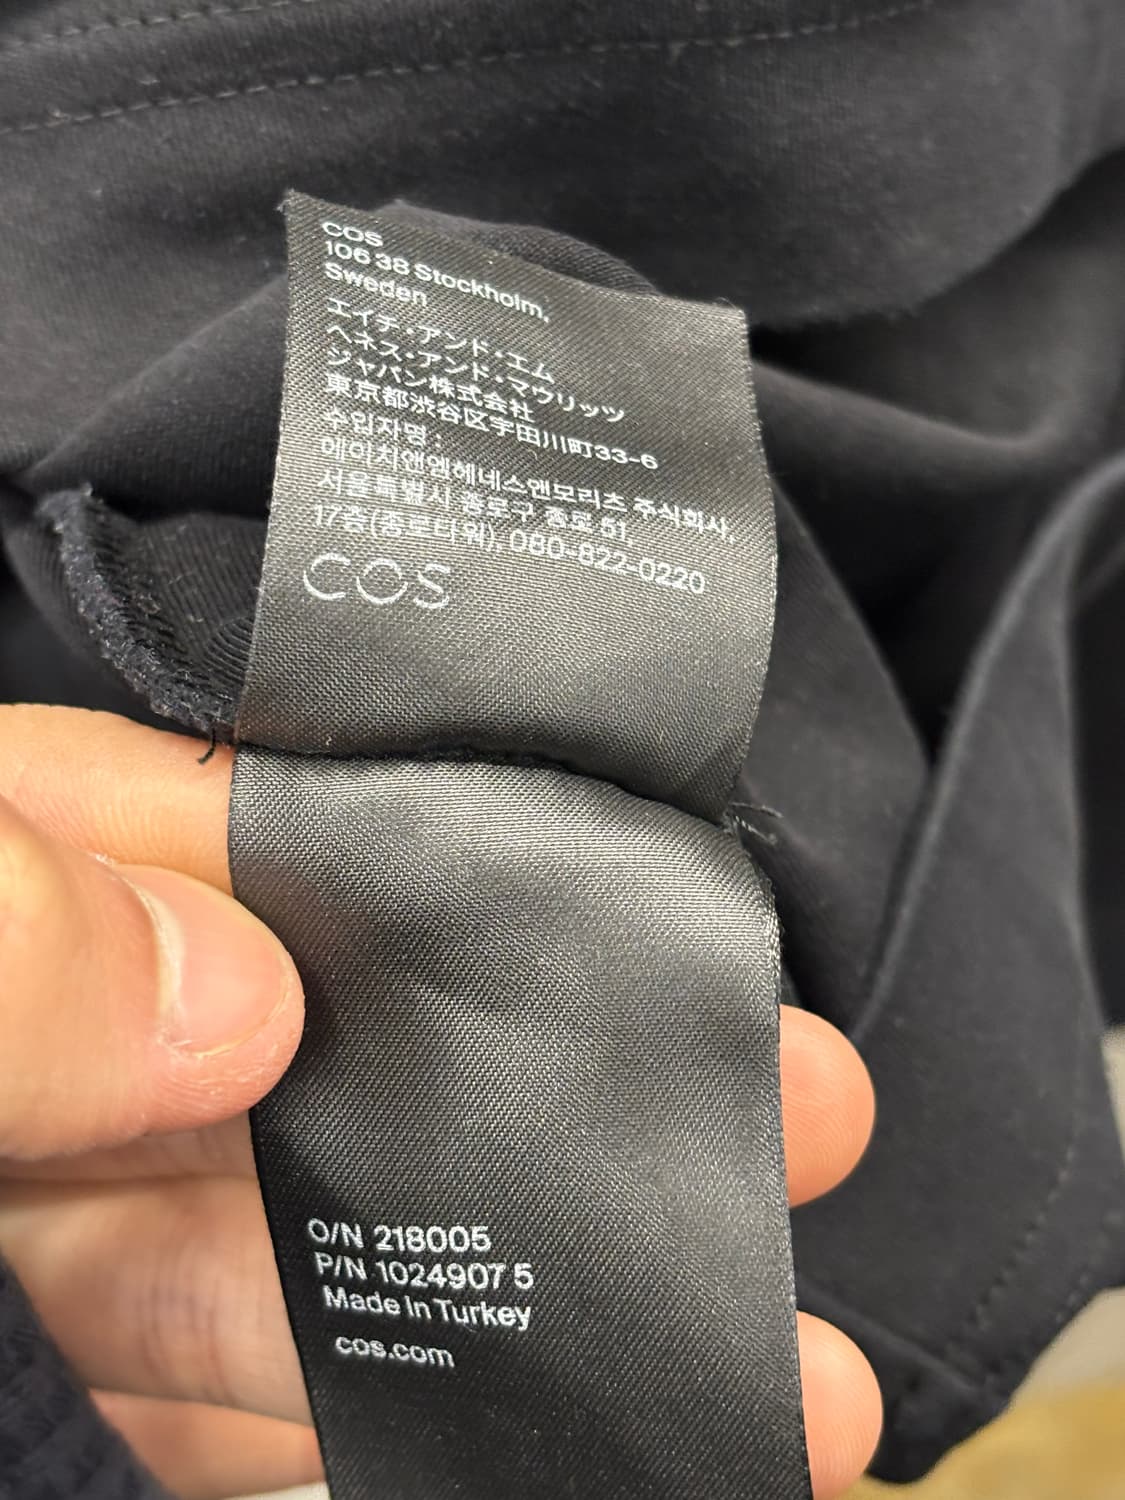 COS
106 38 Stockholm,
Sweden
エイチ・アンド・エム
ヘネス・アンド・マウリッツ
ジャパン株式会社
東京都渋谷区宇田川町33-6
수입자명 :
에이치앤엠헤네스앤모리츠 주식회사,
서울특별시 종로구 종로 51,
17층(종로타워), 080-822-0220
COS
O/N 218005
P/N 1024907 5
Made In Turkey
cos.com